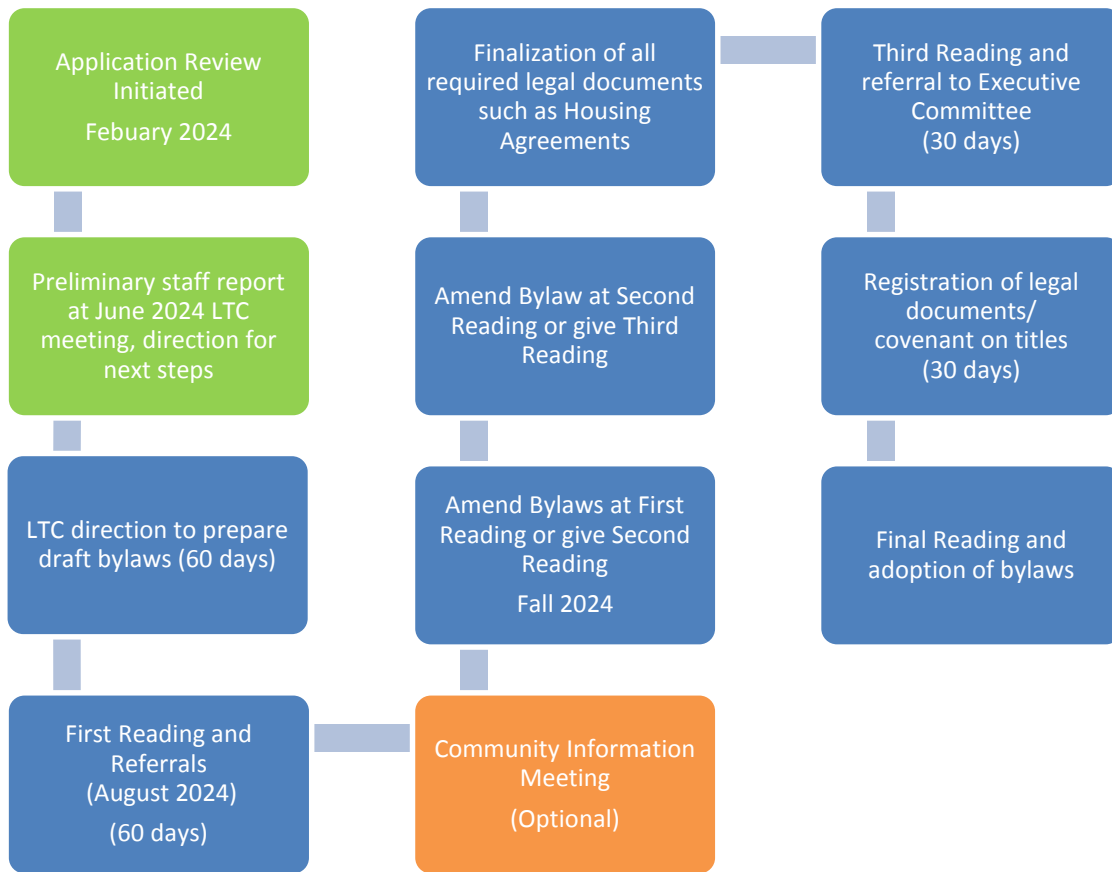 Application Review
Initiated
Febuary 2024
Preliminary staff report
at June 2024 LTC
meeting, direction for
next steps
LTC direction to prepare
draft bylaws (60 days)
First Reading and
Referrals
(August 2024)
(60 days)
Community Information
Meeting
(Optional)
Amend Bylaws at First
Reading or give Second
Reading
Fall 2024
Amend Bylaw at Second
Reading or give Third
Reading
Finalization of all
required legal documents
such as Housing
Agreements
Third Reading and
referral to Executive
Committee
(30 days)
Registration of legal
documents/
covenant on titles
(30 days)
Final Reading and
adoption of bylaws